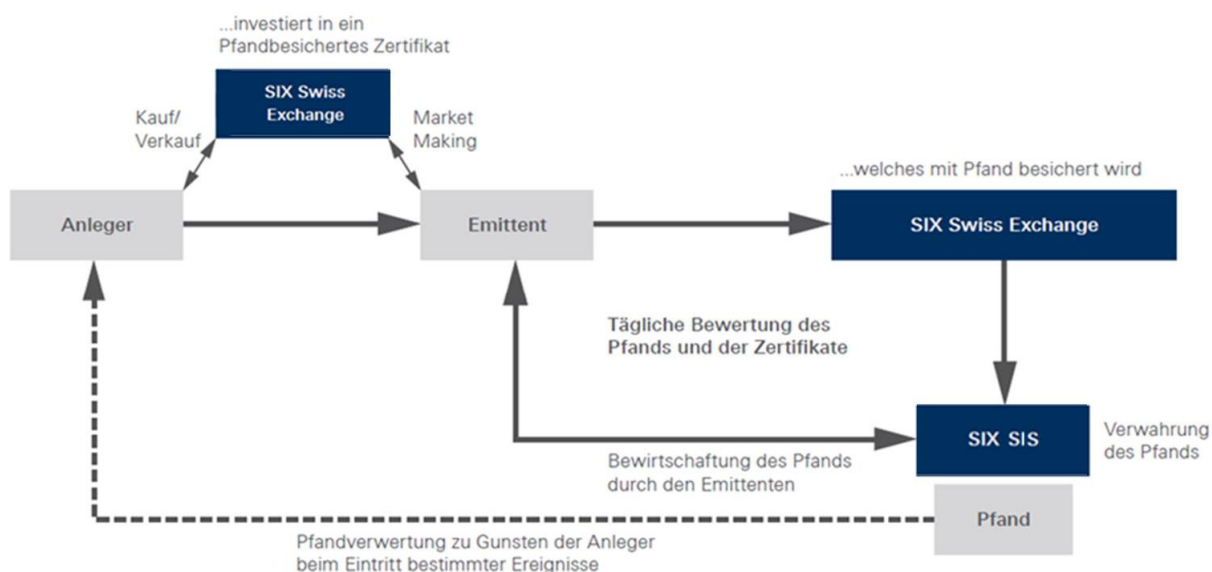 ...investiert in ein
Pfandbesichertes Zertifikat
SIX Swiss
Exchange
Kauf/
Verkauf
Market
Making
...welches mit Pfand besichert wird
Anleger
Emittent
SIX Swiss Exchange
Tägliche Bewertung des
Pfands und der Zertifikate
SIX SIS
Verwahrung
des Pfands
Bewirtschaftung des Pfands
durch den Emittenten
Pfand
Pfandverwertung zu Gunsten der Anleger
beim Eintritt bestimmter Ereignisse